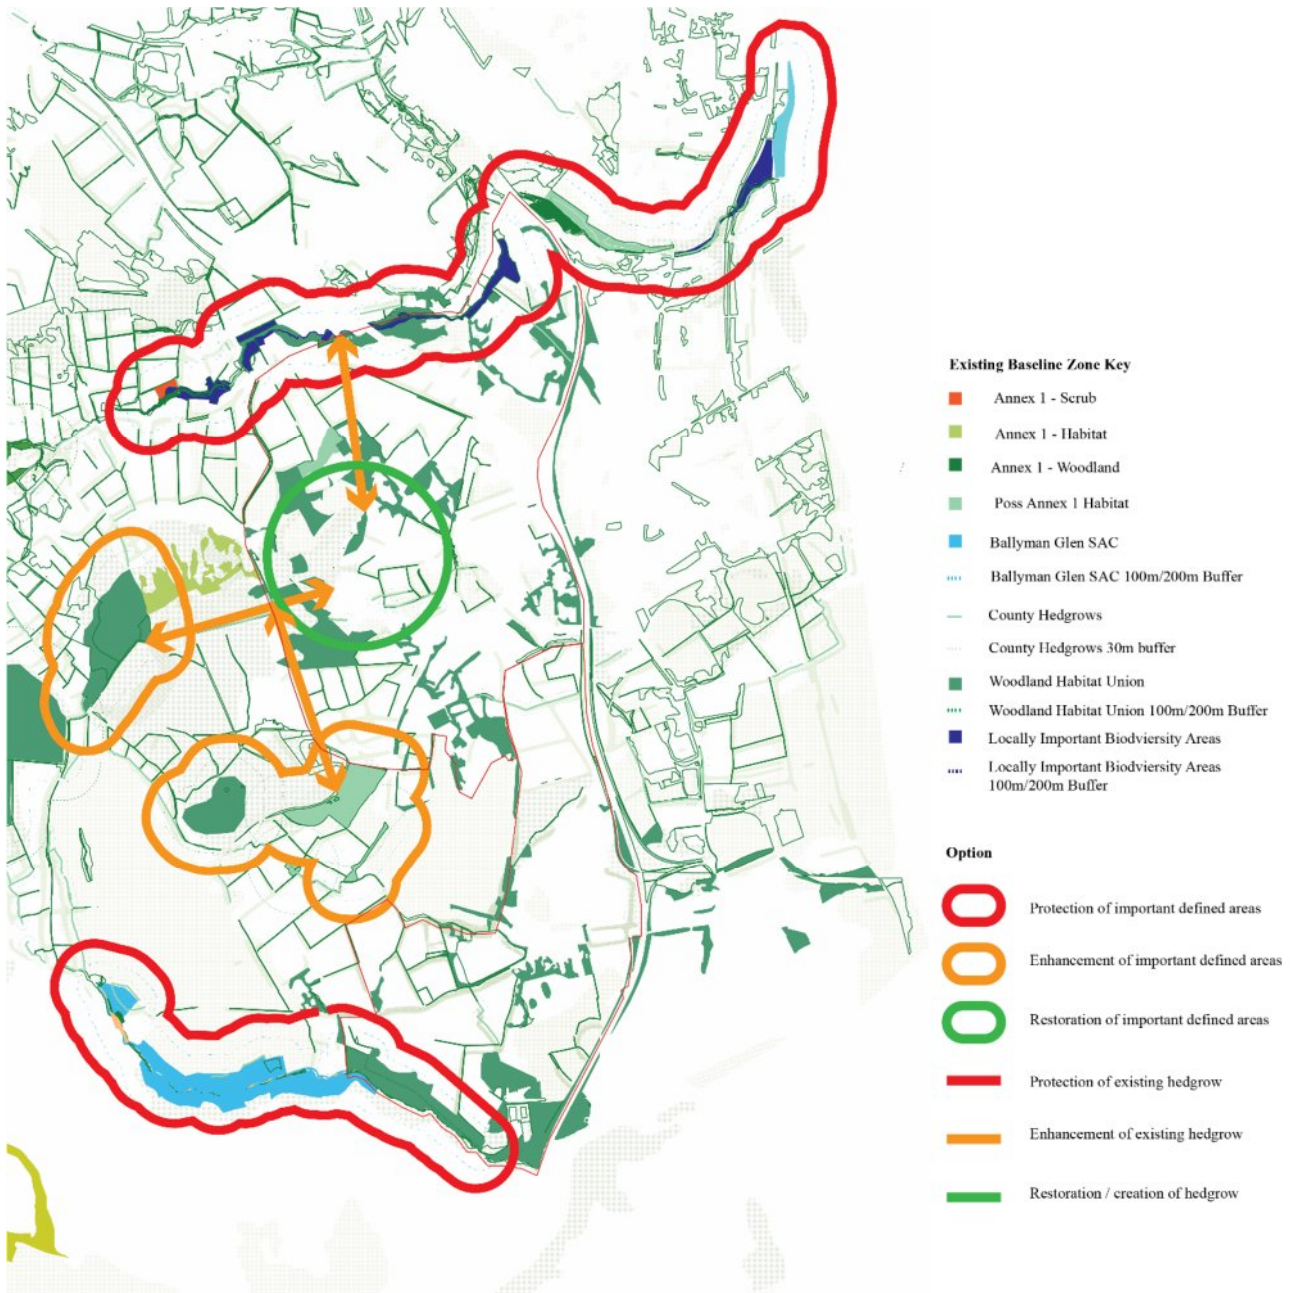 Existing Baseline Zone Key
Annex 1 - Scrub
Annex 1 - Habitat
Annex 1 - Woodland
Poss Annex 1 Habitat
Ballyman Glen SAC
Ballyman Glen SAC 100m/200m Buffer
County Hedgrows
County Hedgrows 30m buffer
Woodland Habitat Union
Woodland Habitat Union 100m/200m Buffer
Locally Important Biodviersity Areas
Locally Important Biodviersity Areas
100m/200m Buffer
Option
Protection of important defined areas
Enhancement of important defined areas
Restoration of important defined areas
Protection of existing hedgrow
Enhancement of existing hedgrow
Restoration / creation of hedgrow